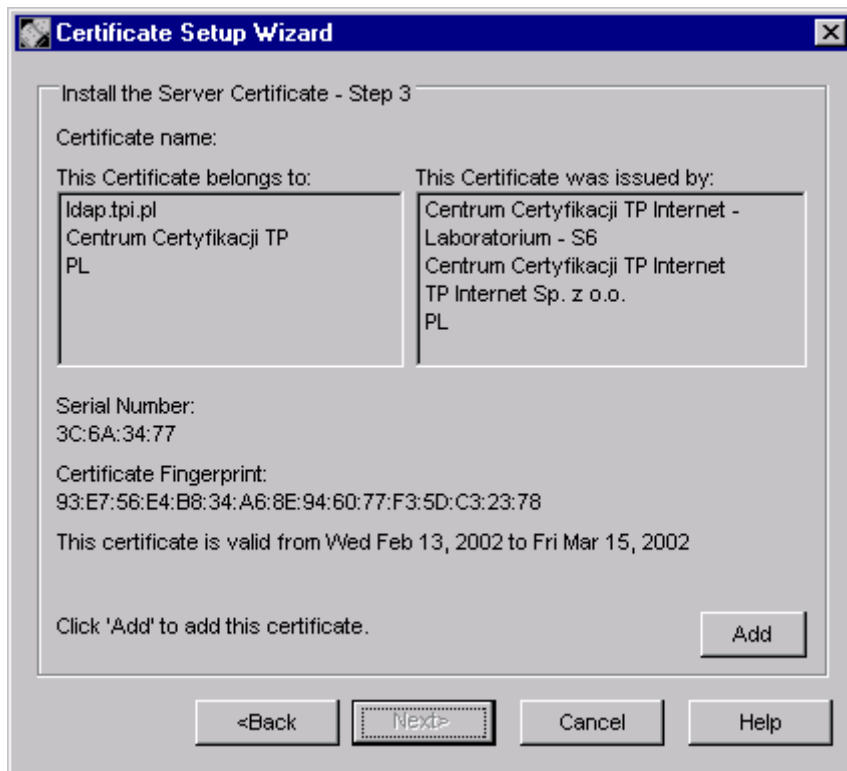 Certificate Setup Wizard
Install the Server Certificate - Step 3
Certificate name:
This Certificate belongs to:
ldap.tpi.pl
Centrum Certyfikacji TP
PL
This Certificate was issued by:
Centrum Certyfikacji TP Internet -
Laboratorium - S6
Centrum Certyfikacji TP Internet
TP Internet Sp. z o.o.
PL
Serial Number:
3C:6A:34:77
Certificate Fingerprint:
93:E7:56:E4:B8:34:A6:8E:94:60:77:F3:5D:C3:23:78
This certificate is valid from Wed Feb 13, 2002 to Fri Mar 15, 2002
Click 'Add' to add this certificate.
Add
<Back
Next>
Cancel
Help